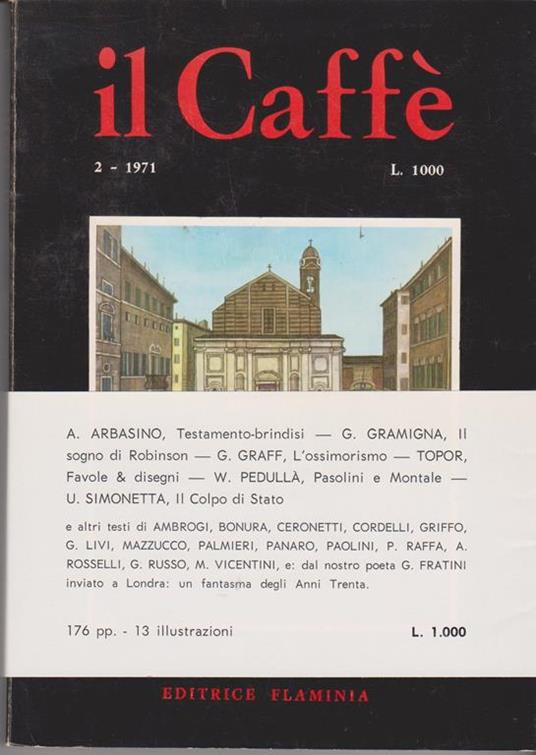 il Caffè
2 - 1971 L. 1000
A. ARBASINO, Testamento-brindisi — G. GRAMIGNA, Il
sogno di Robinson — G. GRAFF, L'ossimorismo — TOPOR,
Favole & disegni — W. PEDULLÀ, Pasolini e Montale —
U. SIMONETTA, Il Colpo di Stato
e altri testi di AMBROGI, BONURA, CERONETTI, CORDELLI, GRIFFO,
G. LIVI, MAZZUCCO, PALMIERI, PANARO, PAOLINI, P. RAFFA, A.
ROSSELLI, G. RUSSO, M. VICENTINI, e: dal nostro poeta G. FRATINI
inviato a Londra: un fantasma degli Anni Trenta.
176 pp. - 13 illustrazioni L. 1.000
EDITRICE FLAMINIA